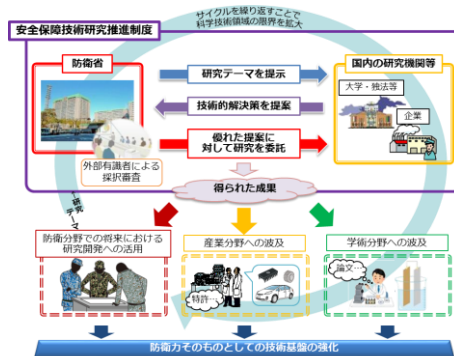 サイクルを繰り返すことで
科学技術領域の限界を拡大
安全保障技術研究推進制度
防衛省
国内の研究機関等
研究テーマを提示
大学・独法等
技術的解決策を提案
企業
優れた提案に
対して研究を委託
外部有識者による
採択審査
得られた成果
研究
テーマ
防衛分野での将来における
研究開発への活用
産業分野への波及
学術分野への波及
特許…
論文…
防衛力そのものとしての技術基盤の強化